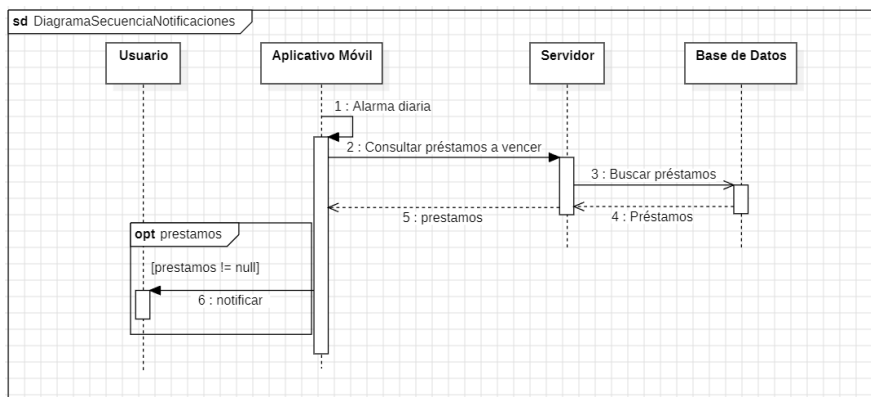 sd DiagramaSecuenciaNotificaciones
Usuario
Aplicativo Móvil
Servidor
Base de Datos
1 : Alarma diaria
2 : Consultar préstamos a vencer
3 : Buscar préstamos
4 : Préstamos
5 : prestamos
opt prestamos
[prestamos != null]
6 : notificar